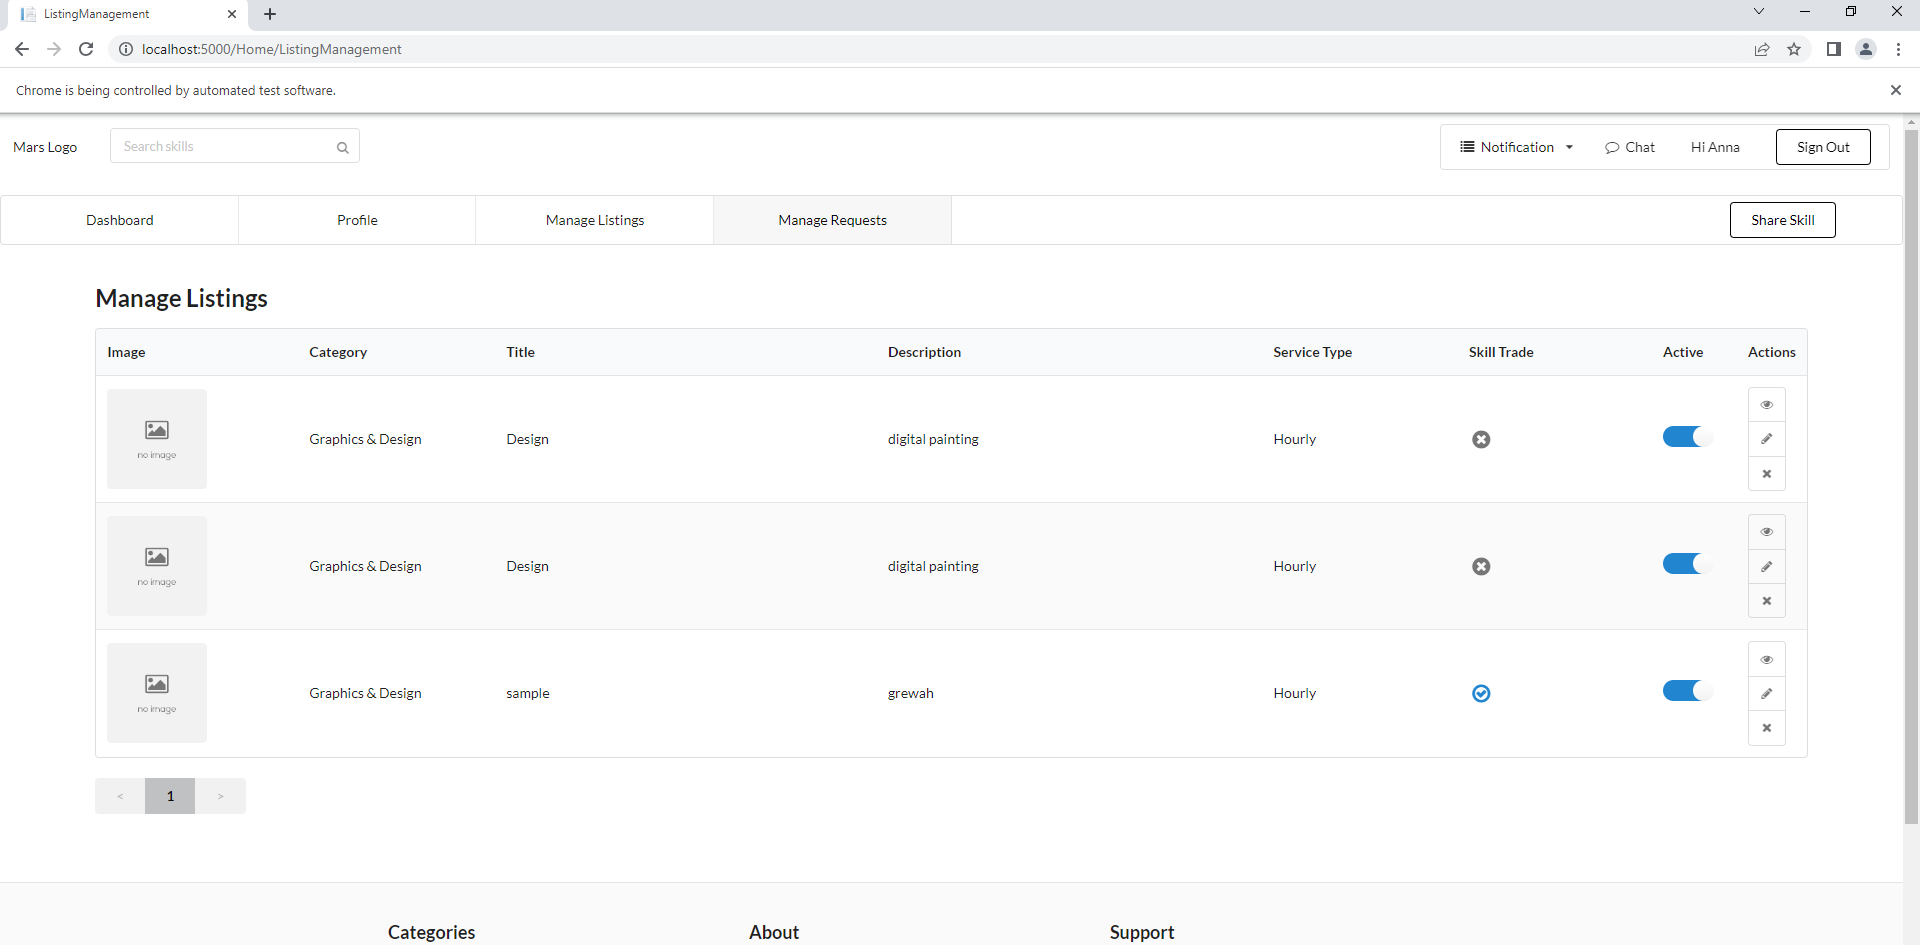 ListingManagement
localhost:5000/Home/ListingManagement
Chrome is being controlled by automated test software.
Mars Logo
Search skills
Notification
Chat
Hi Anna
Sign Out
Dashboard
Profile
Manage Listings
Manage Requests
Share Skill
Manage Listings
Image Category Title Description Service Type Skill Trade Active Actions
no image
Graphics & Design Design digital painting Hourly
no image
Graphics & Design Design digital painting Hourly
no image
Graphics & Design sample grewah Hourly
< 1 >
Categories About Support